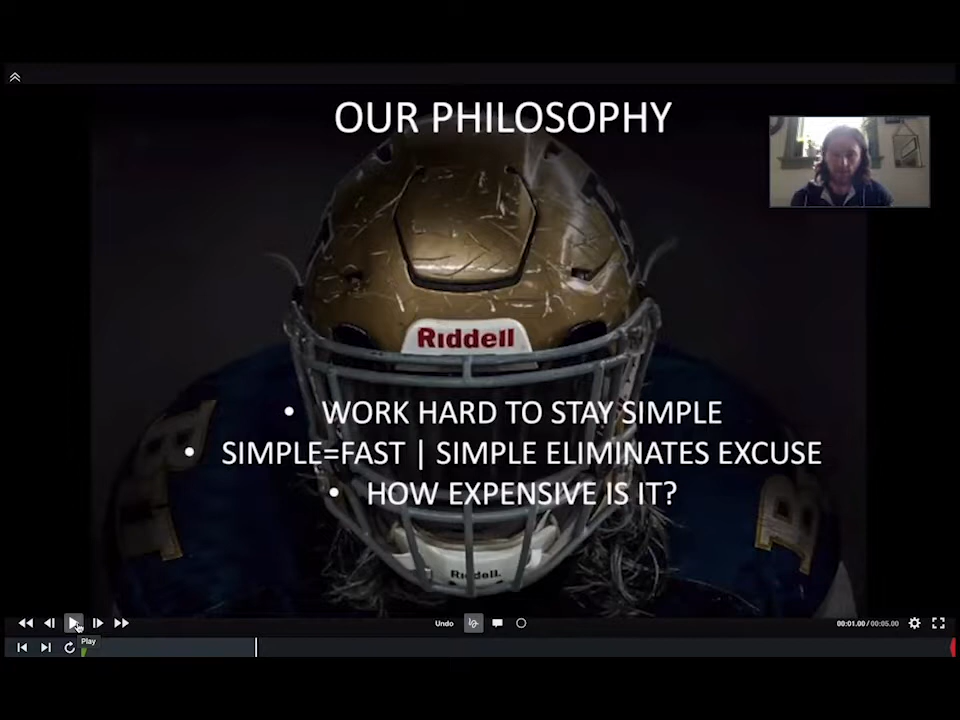 OUR PHILOSOPHY
Riddell
• WORK HARD TO STAY SIMPLE
• SIMPLE=FAST | SIMPLE ELIMINATES EXCUSE
• HOW EXPENSIVE IS IT?
Riddell.
B
B
Undo
00:01.00 / 00:05.00
Play